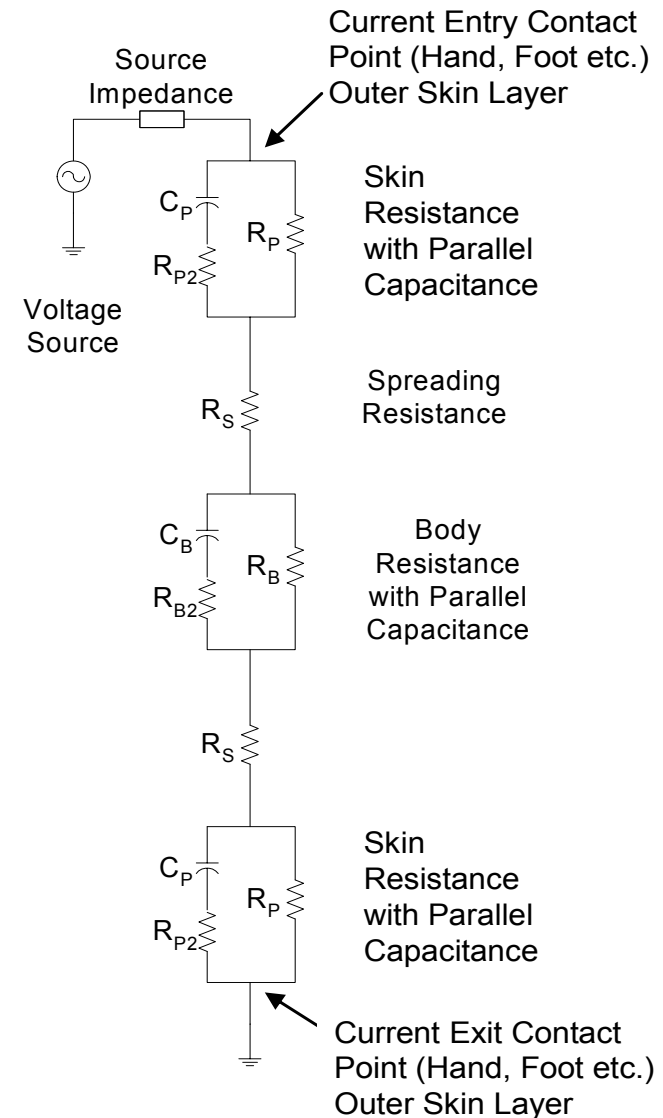 Current Entry Contact
Point (Hand, Foot etc.)
Outer Skin Layer
Source
Impedance
Skin
Resistance
with Parallel
Capacitance
C_P
R_P
R_P2
Voltage
Source
Spreading
Resistance
R_S
Body
Resistance
with Parallel
Capacitance
C_B
R_B
R_B2
R_S
Skin
Resistance
with Parallel
Capacitance
C_P
R_P
R_P2
Current Exit Contact
Point (Hand, Foot etc.)
Outer Skin Layer